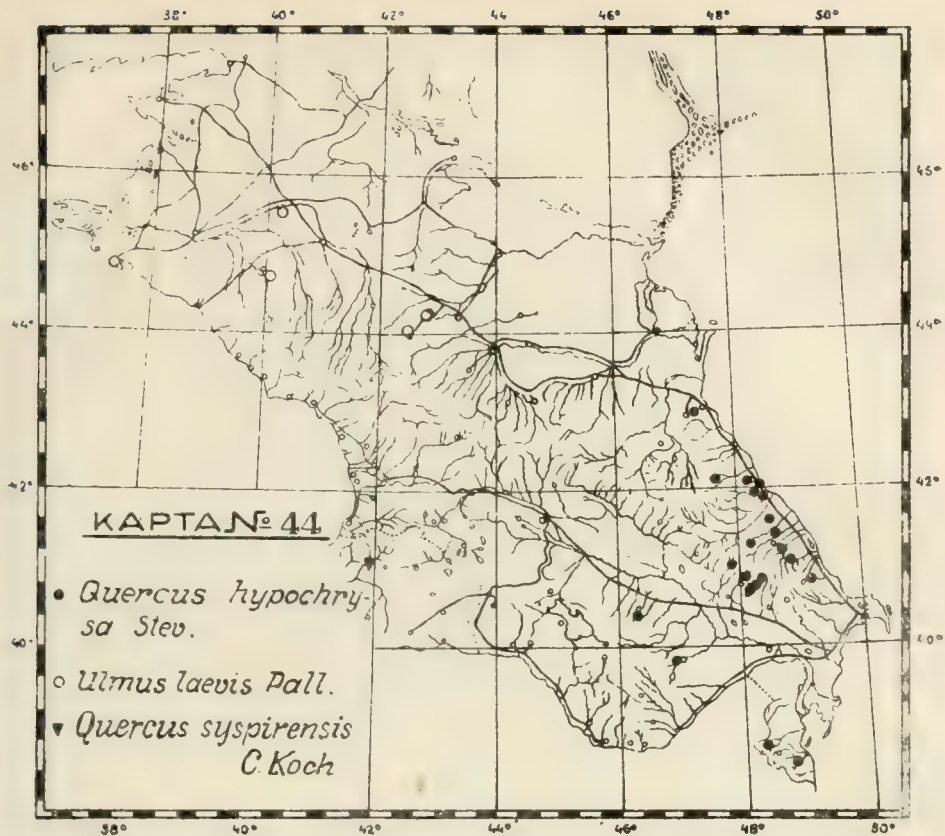 38° 40° 42° 44° 46° 48° 50°
46° 46°
44° 44°
42° 42°
КАРТА № 44
Quercus hypochry-
sa Stev.
40° 40°
Ulmus laevis Pall.
Quercus syspirensis
C. Koch
38° 40° 42° 44° 46° 48° 50°